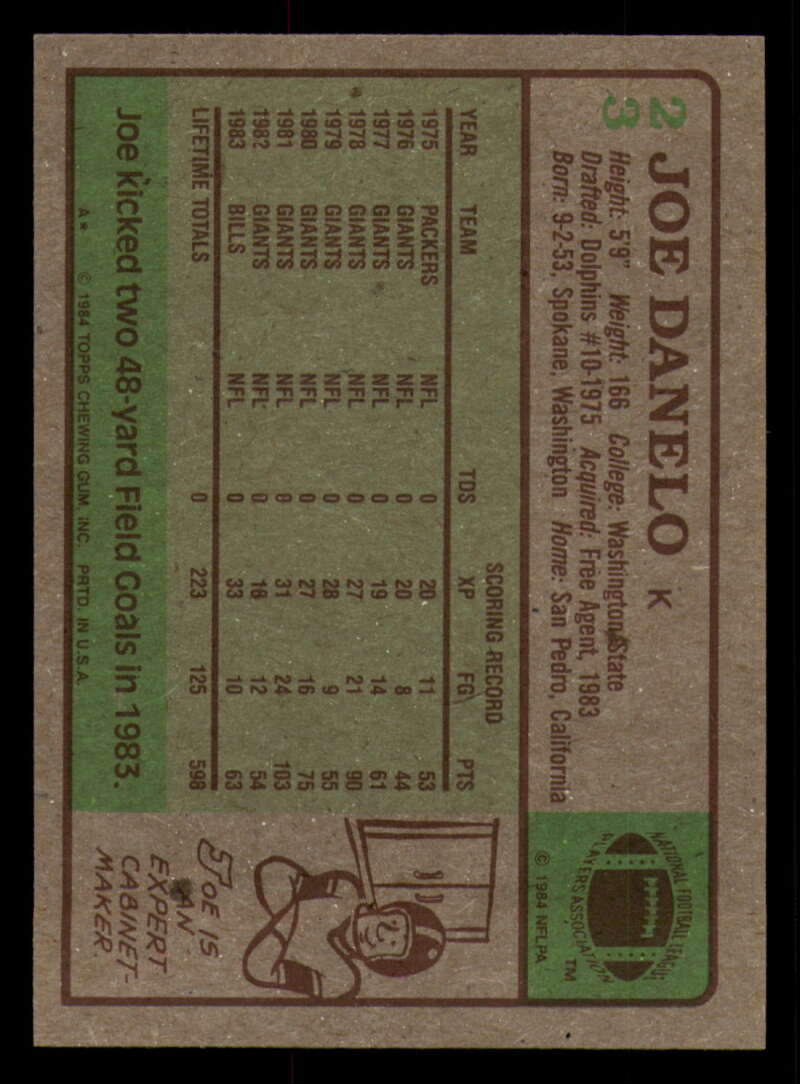 23
JOE DANELO K
Height: 5'9" Weight: 166 College: Washington State
Drafted: Dolphins #10-1975 Acquired: Free Agent, 1983
Born: 9-2-53, Spokane, Washington Home: San Pedro, California
NATIONAL FOOTBALL LEAGUE
PLAYERS ASSOCIATION
TM
© 1984 NFLPA
SCORING RECORD
YEAR TEAM TDS XP FG PTS
1975 PACKERS NFL 0 20 11 53
1976 GIANTS NFL 0 20 8 44
1977 GIANTS NFL 0 19 14 61
1978 GIANTS NFL 0 27 21 90
1979 GIANTS NFL 0 28 9 55
1980 GIANTS NFL 0 27 16 75
1981 GIANTS NFL 0 31 24 103
1982 GIANTS NFL 0 18 12 54
1983 BILLS NFL 0 33 10 63
LIFETIME TOTALS 0 223 125 598
Joe kicked two 48-yard Field Goals in 1983.
A* © 1984 TOPPS CHEWING GUM, INC. PRTD. IN U.S.A.
JOE IS
AN
EXPERT
CABINET-
MAKER.